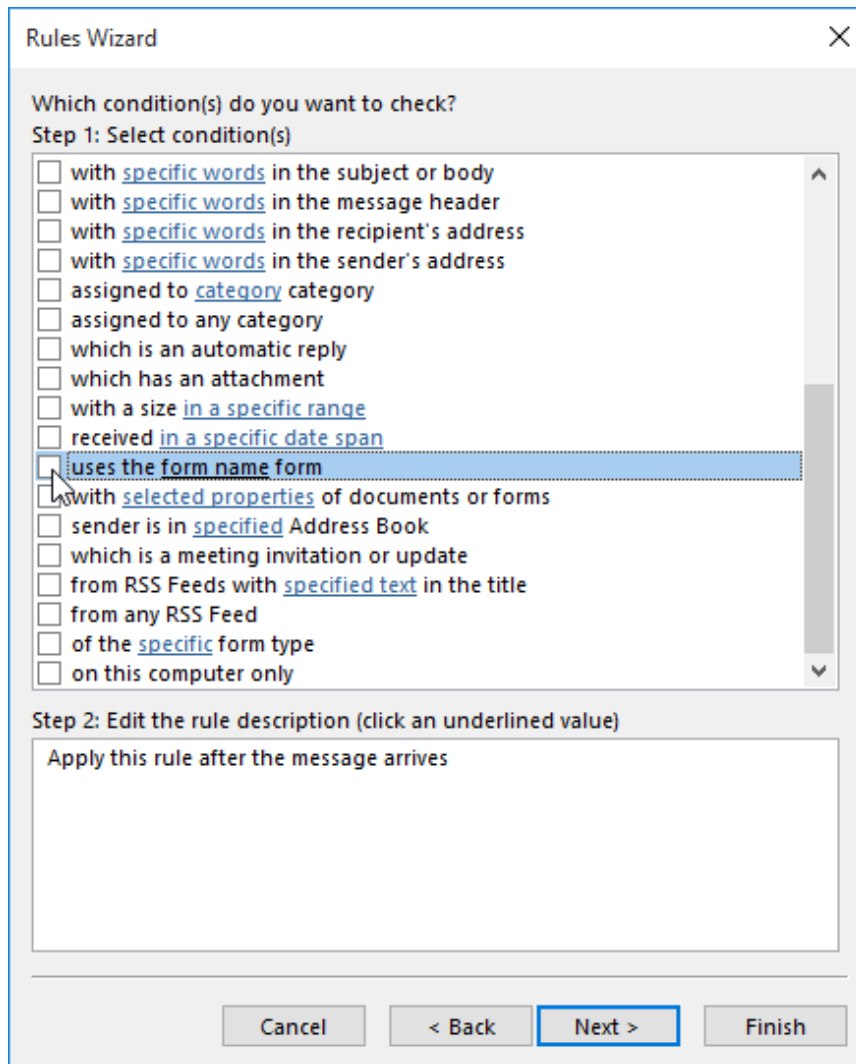 Rules Wizard
Which condition(s) do you want to check?
Step 1: Select condition(s)
with specific words in the subject or body
with specific words in the message header
with specific words in the recipient's address
with specific words in the sender's address
assigned to category category
assigned to any category
which is an automatic reply
which has an attachment
with a size in a specific range
received in a specific date span
uses the form name form
with selected properties of documents or forms
sender is in specified Address Book
which is a meeting invitation or update
from RSS Feeds with specified text in the title
from any RSS Feed
of the specific form type
on this computer only
Step 2: Edit the rule description (click an underlined value)
Apply this rule after the message arrives
Cancel < Back Next > Finish